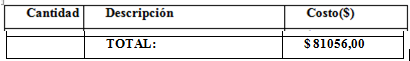 Cantidad Descripción Costo($)
TOTAL: $81056,00